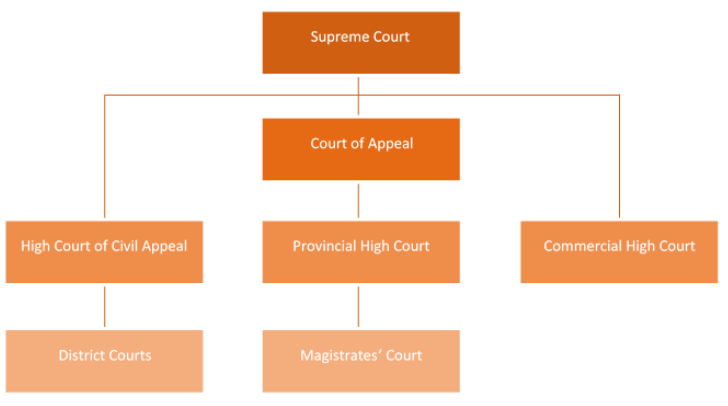 Supreme Court
Court of Appeal
High Court of Civil Appeal
Provincial High Court
Commercial High Court
District Courts
Magistrates’ Court